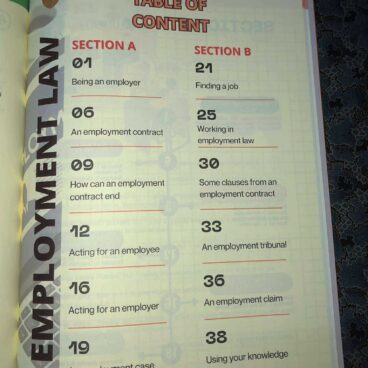 TABLE OF
CONTENT
EMPLOYMENT LAW
SECTION A
01
Being an employer
06
An employment contract
09
How can an employment
contract end
12
Acting for an employee
16
Acting for an employer
19
employment case
SECTION B
21
Finding a job
25
Working in
employment law
30
Some clauses from an
employment contract
33
An employment tribunal
36
An employment claim
38
Using your knowledge